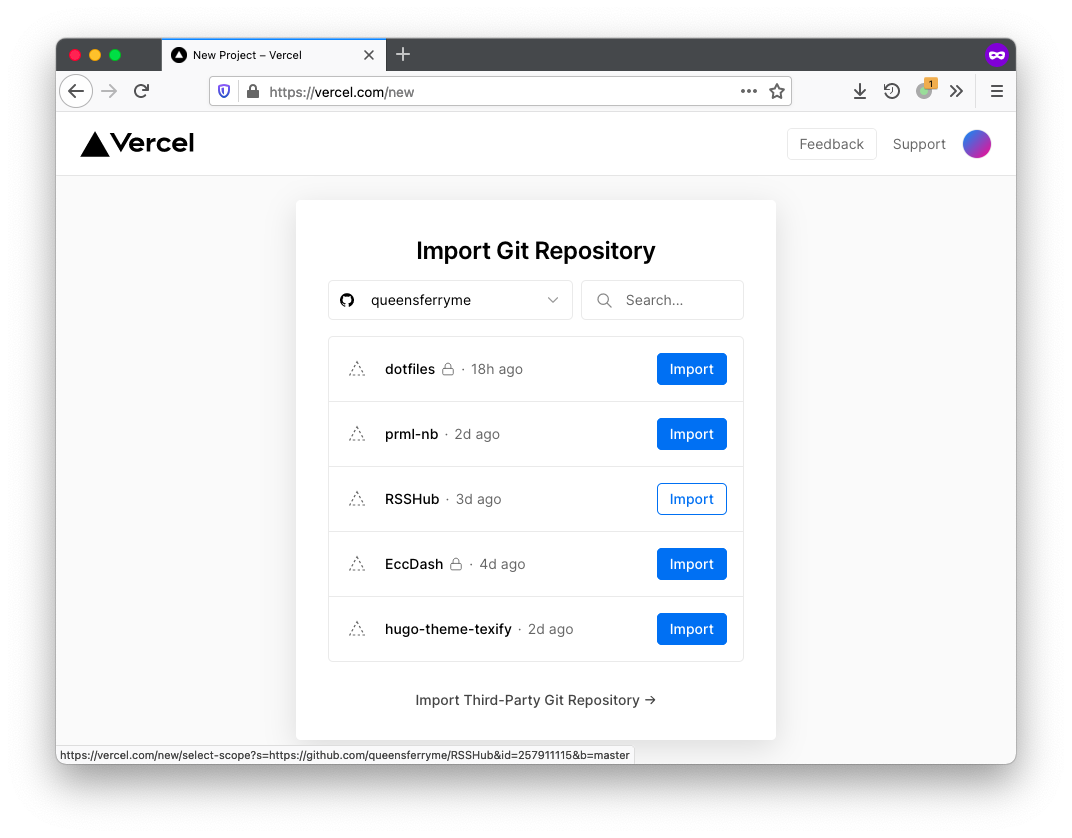 New Project – Vercel
https://vercel.com/new
1
Vercel
Feedback
Support
Import Git Repository
queensferryme
Search...
dotfiles · 18h ago
Import
prml-nb · 2d ago
Import
RSSHub · 3d ago
Import
EccDash · 4d ago
Import
hugo-theme-texify · 2d ago
Import
Import Third-Party Git Repository →
https://vercel.com/new/select-scope?s=https://github.com/queensferryme/RSSHub&id=257911115&b=master